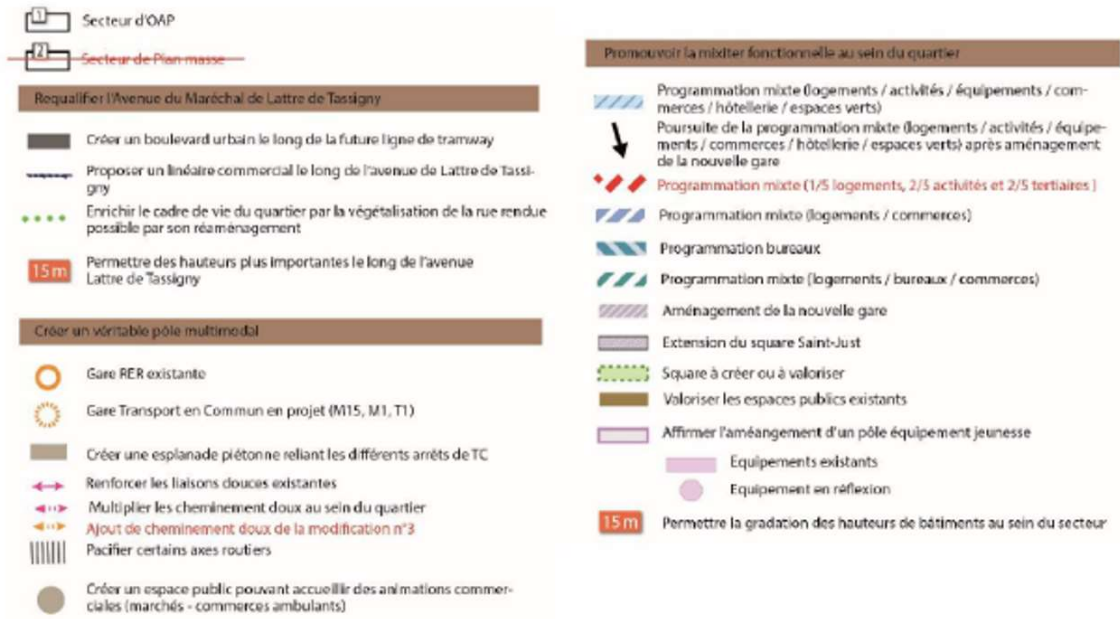 1
Secteur d'OAP
2
Secteur de Plan masse
Requalifier l'Avenue du Maréchal de Lattre de Tassigny
Créer un boulevard urbain le long de la future ligne de tramway
Proposer un linéaire commercial le long de l'avenue de Lattre de Tassi-
gny
Enrichir le cadre de vie du quartier par la végétalisation de la rue rendue
possible par son réaménagement
15 m
Permettre des hauteurs plus importantes le long de l'avenue
Lattre de Tassigny
Créer un véritable pôle multimodal
Gare RER existante
Gare Transport en Commun en projet (M15, M1, T1)
Créer une esplanade piétonne reliant les différents arrêts de TC
Renforcer les liaisons douces existantes
Multiplier les cheminement doux au sein du quartier
Ajout de cheminement doux de la modification n°3
Pacifier certains axes routiers
Créer un espace public pouvant accueillir des animations commer-
ciales (marchés - commerces ambulants)
Promouvoir la mixiter fonctionnelle au sein du quartier
Programmation mixte (logements / activités / équipements / com-
merces / hôtellerie / espaces verts)
Poursuite de la programmation mixte (logements / activités / équipe-
ments / commerces / hôtellerie / espaces verts) après aménagement
de la nouvelle gare
Programmation mixte (1/5 logements, 2/5 activités et 2/5 tertiaires )
Programmation mixte (logements / commerces)
Programmation bureaux
Programmation mixte (logements / bureaux / commerces)
Aménagement de la nouvelle gare
Extension du square Saint-Just
Square à créer ou à valoriser
Valoriser les espaces publics existants
Affirmer l'améangement d'un pôle équipement jeunesse
Equipements existants
Equipement en réflexion
15 m
Permettre la gradation des hauteurs de bâtiments au sein du secteur